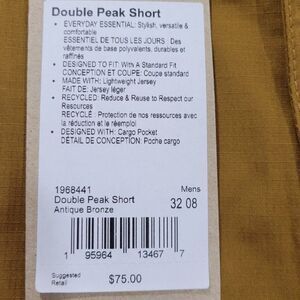 Double Peak Short
• EVERYDAY ESSENTIAL: Stylish, versatile &
comfortable
ESSENTIEL DE TOUS LES JOURS : Des
vêtements de base polyvalents, durables et
raffinés
• DESIGNED TO FIT: With A Standard Fit
CONCEPTION ET COUPE: Coupe standard
• MADE WITH: Lightweight Jersey
FAIT DE: Jersey léger
• RECYCLED: Reduce & Reuse to Respect our
Resources
RECYCLÉ : Protection de nos ressources avec
la réduction et le réemploi
• DESIGNED WITH: Cargo Pocket
DÉTAIL DE CONCEPTION: Poche cargo
1968441 Mens
Double Peak Short 32 08
Antique Bronze
1 95964 13467 7
Suggested
Retail $75.00